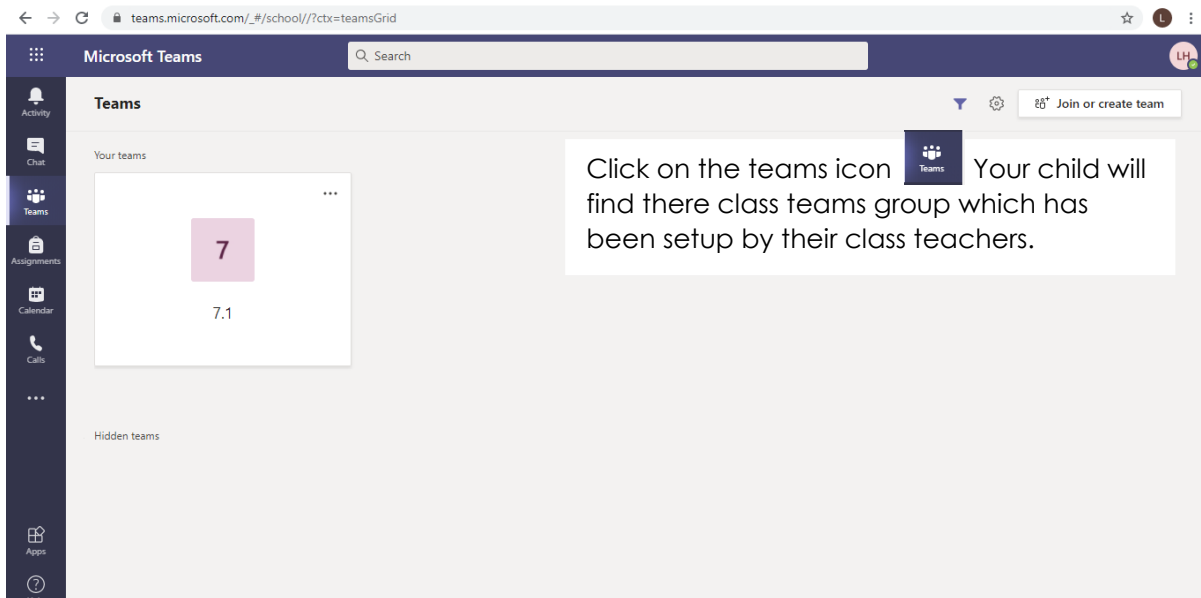 teams.microsoft.com/_#/school//?ctx=teamsGrid
L
Microsoft Teams
Search
LH
Activity
Chat
Teams
Assignments
Calendar
Calls
Apps
Teams
Join or create team
Your teams
7
7.1
Hidden teams
Click on the teams icon Teams Your child will
find there class teams group which has
been setup by their class teachers.